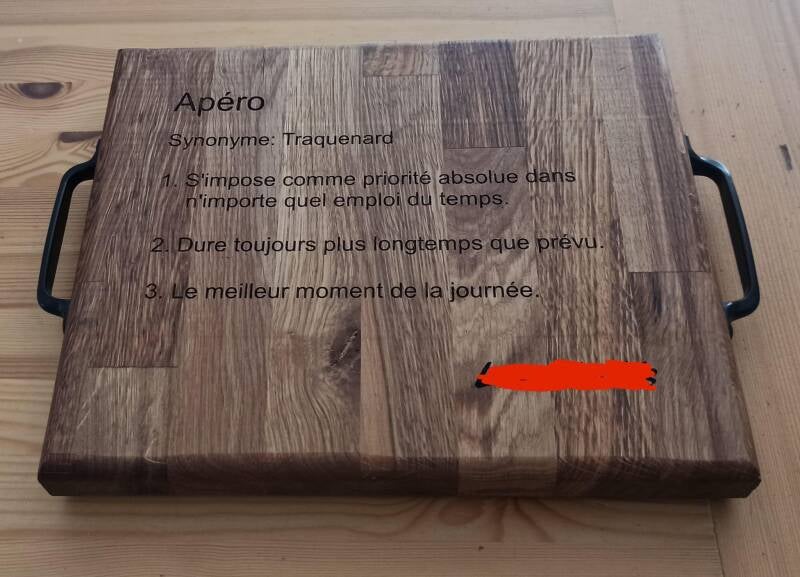 Apéro
Synonyme: Traquenard
1. S'impose comme priorité absolue dans
n'importe quel emploi du temps.
2. Dure toujours plus longtemps que prévu.
3. Le meilleur moment de la journée.